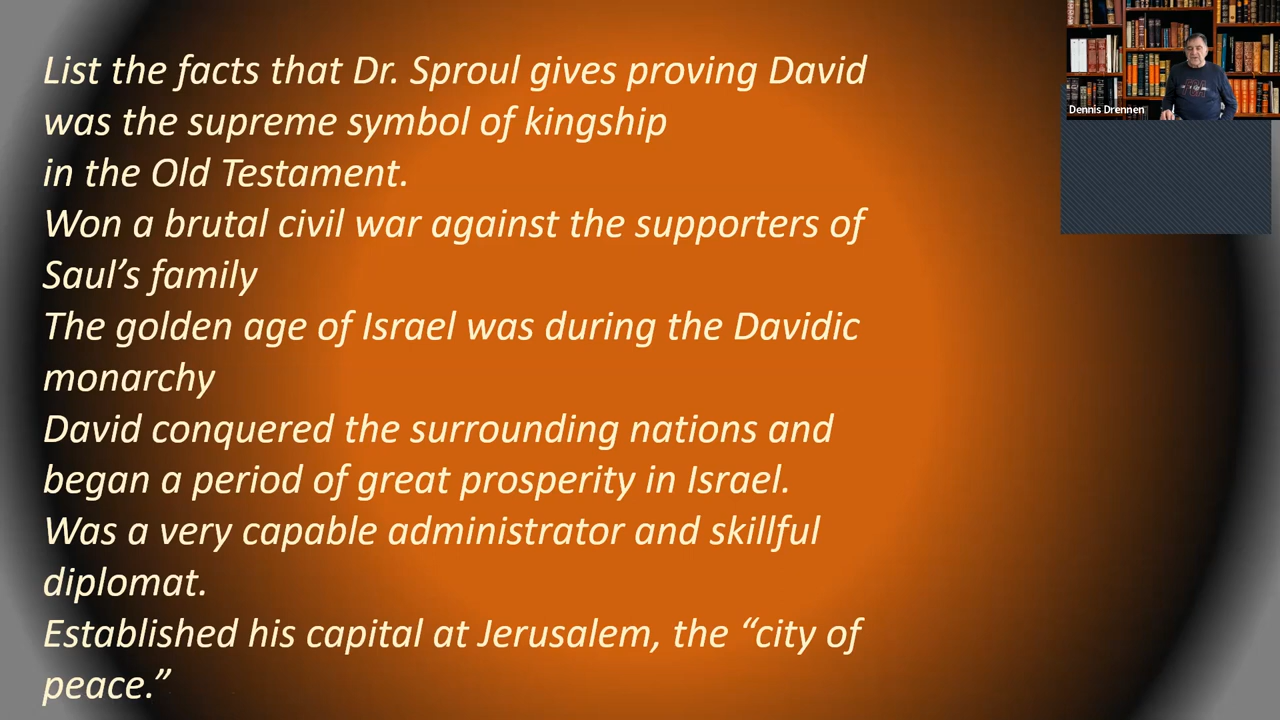 List the facts that Dr. Sproul gives proving David
was the supreme symbol of kingship
in the Old Testament.
Won a brutal civil war against the supporters of
Saul’s family
The golden age of Israel was during the Davidic
monarchy
David conquered the surrounding nations and
began a period of great prosperity in Israel.
Was a very capable administrator and skillful
diplomat.
Established his capital at Jerusalem, the “city of
peace.”
Dennis Drennen